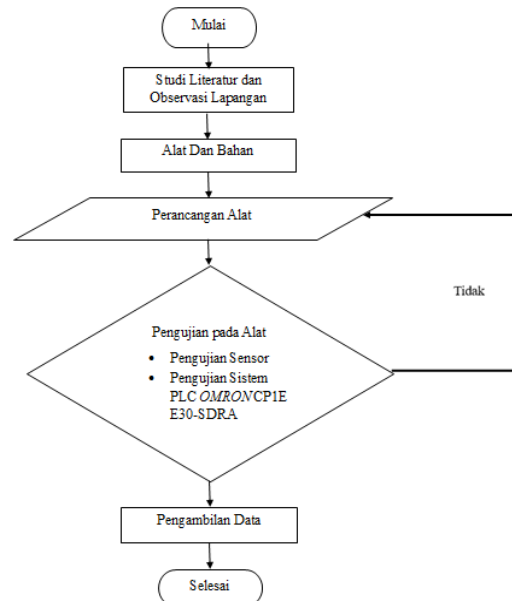 Mulai
Studi Literatur dan
Observasi Lapangan
Alat Dan Bahan
Perancangan Alat
Tidak
Pengujian pada Alat
• Pengujian Sensor
• Pengujian Sistem
PLC OMRON CP1E
E30-SDRA
Pengambilan Data
Selesai